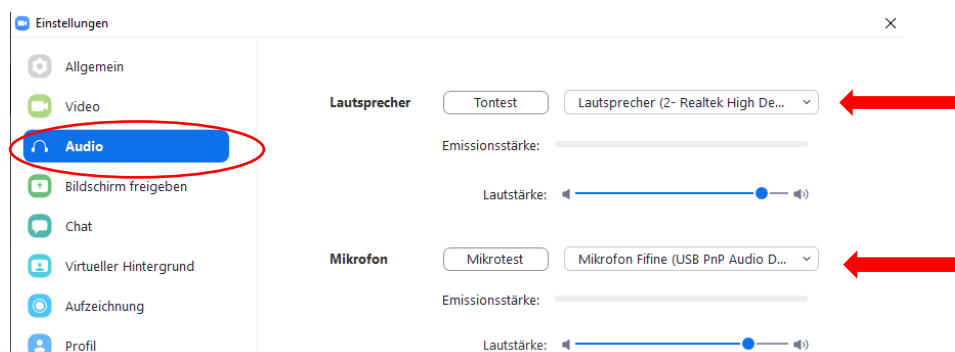 Einstellungen
Allgemein
Video
Audio
Bildschirm freigeben
Chat
Virtueller Hintergrund
Aufzeichnung
Profil
Lautsprecher Tontest Lautsprecher (2- Realtek High De...
Emissionsstärke:
Lautstärke:
Mikrofon Mikrotest Mikrofon Fifine (USB PnP Audio D...
Emissionsstärke:
Lautstärke: